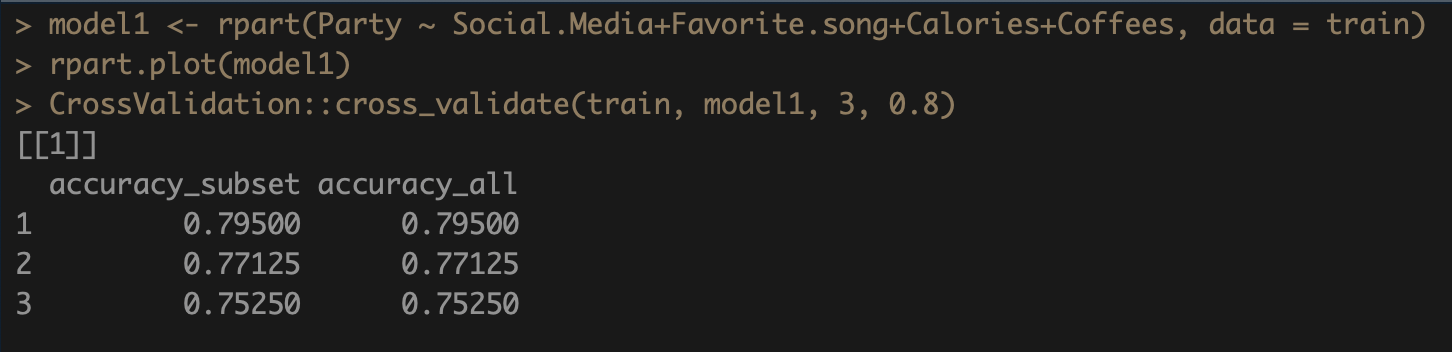 > model1 <- rpart(Party ~ Social.Media+Favorite.song+Calories+Coffees, data = train)
> rpart.plot(model1)
> CrossValidation::cross_validate(train, model1, 3, 0.8)
[[1]]
  accuracy_subset accuracy_all
1         0.79500      0.79500
2         0.77125      0.77125
3         0.75250      0.75250